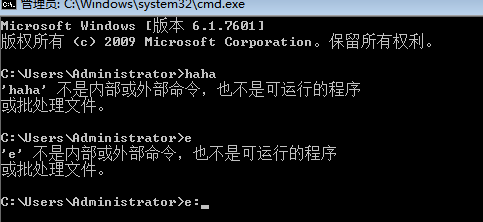 管理员: C:\Windows\system32\cmd.exe
Microsoft Windows [版本 6.1.7601]
版权所有 (c) 2009 Microsoft Corporation。保留所有权利。
C:\Users\Administrator>haha
'haha' 不是内部或外部命令，也不是可运行的程序
或批处理文件。
C:\Users\Administrator>e
'e' 不是内部或外部命令，也不是可运行的程序
或批处理文件。
C:\Users\Administrator>e: